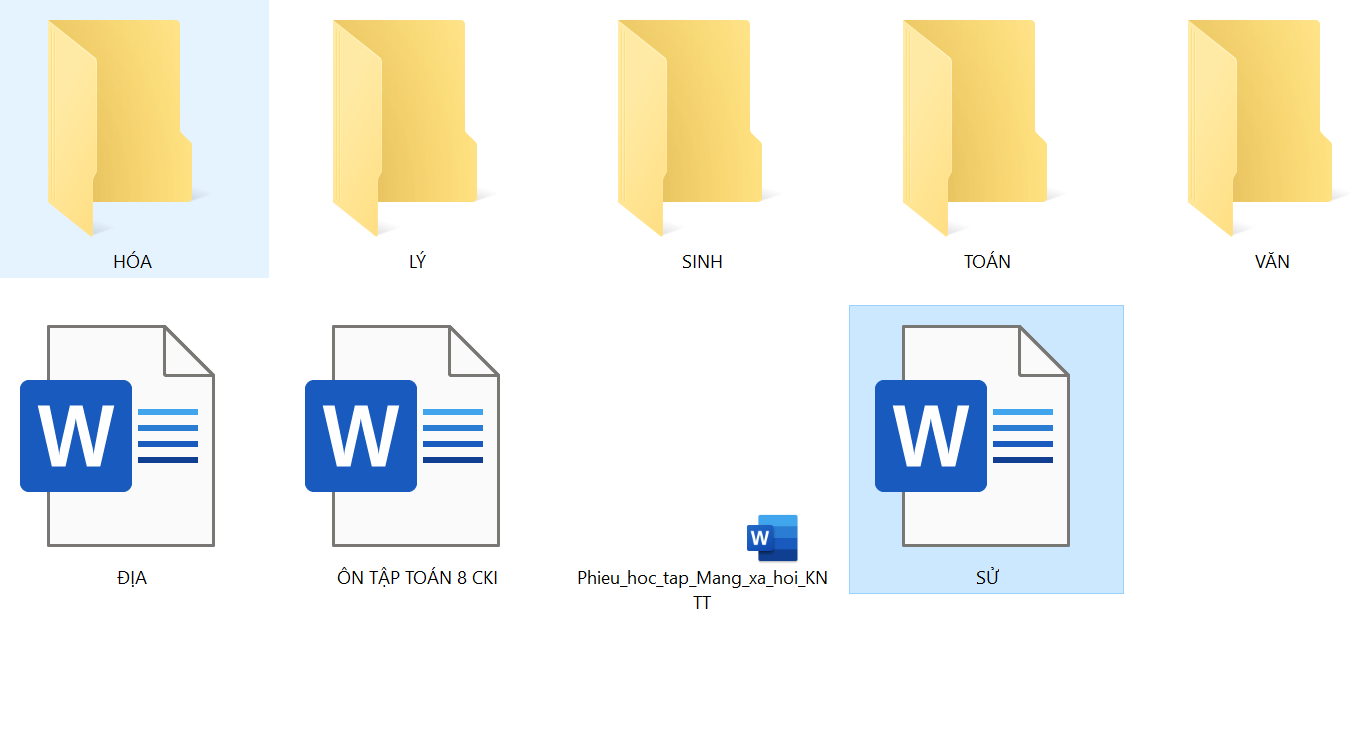 HÓA
LÝ
SINH
TOÁN
VĂN
W
W
W
W
ĐỊA
ÔN TẬP TOÁN 8 CKI
Phieu_hoc_tap_Mang_xa_hoi_KN
TT
SỬ